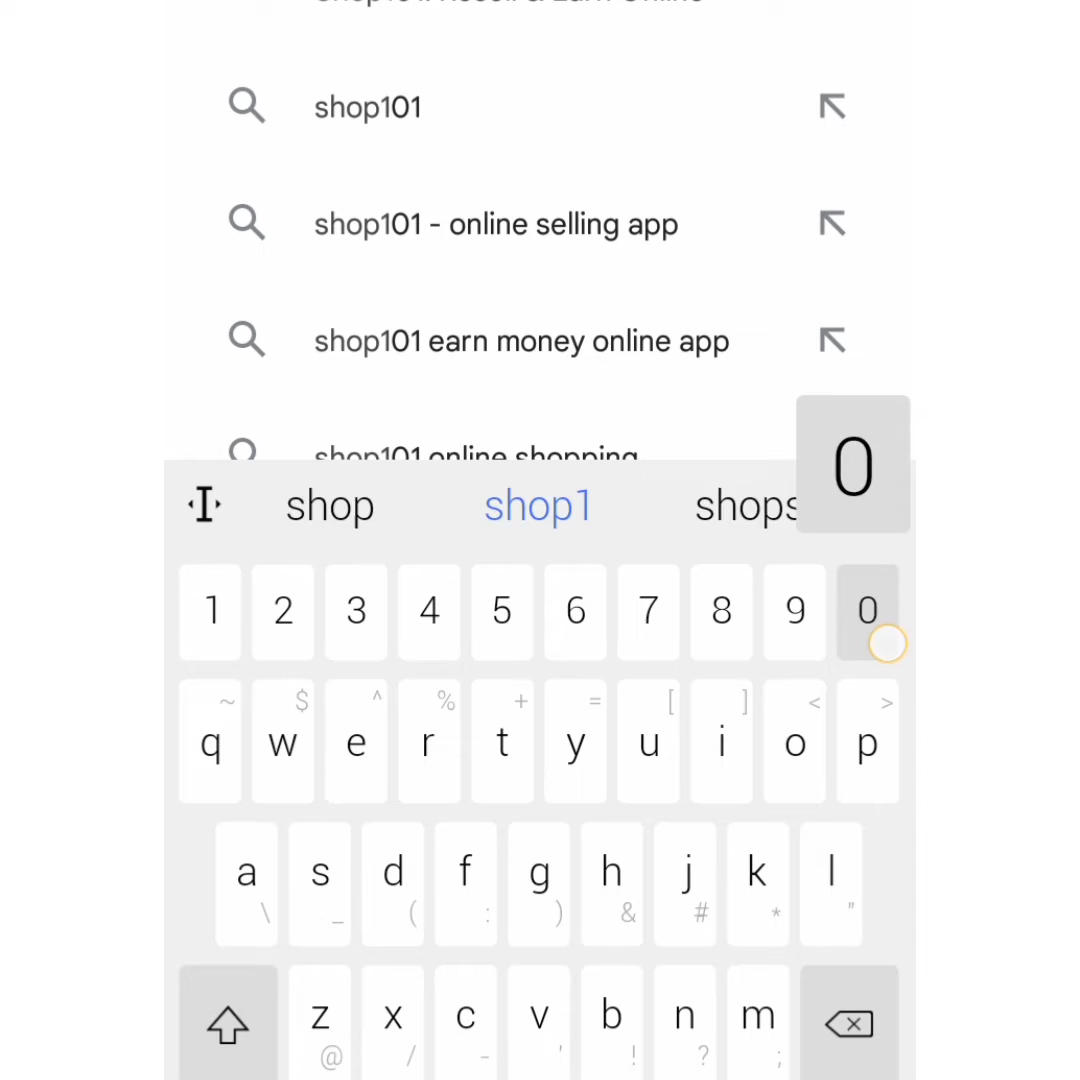 shop101
shop101 - online selling app
shop101 earn money online app
shop101 online shopping
shop shop1 shops
0
1 2 3 4 5 6 7 8 9 0
~ $ ^ % + = [ ] < >
q w e r t y u i o p
a s d f g h j k l
\ _ ( : ) & # * "
z x c v b n m
@ / - ' ! ? ;